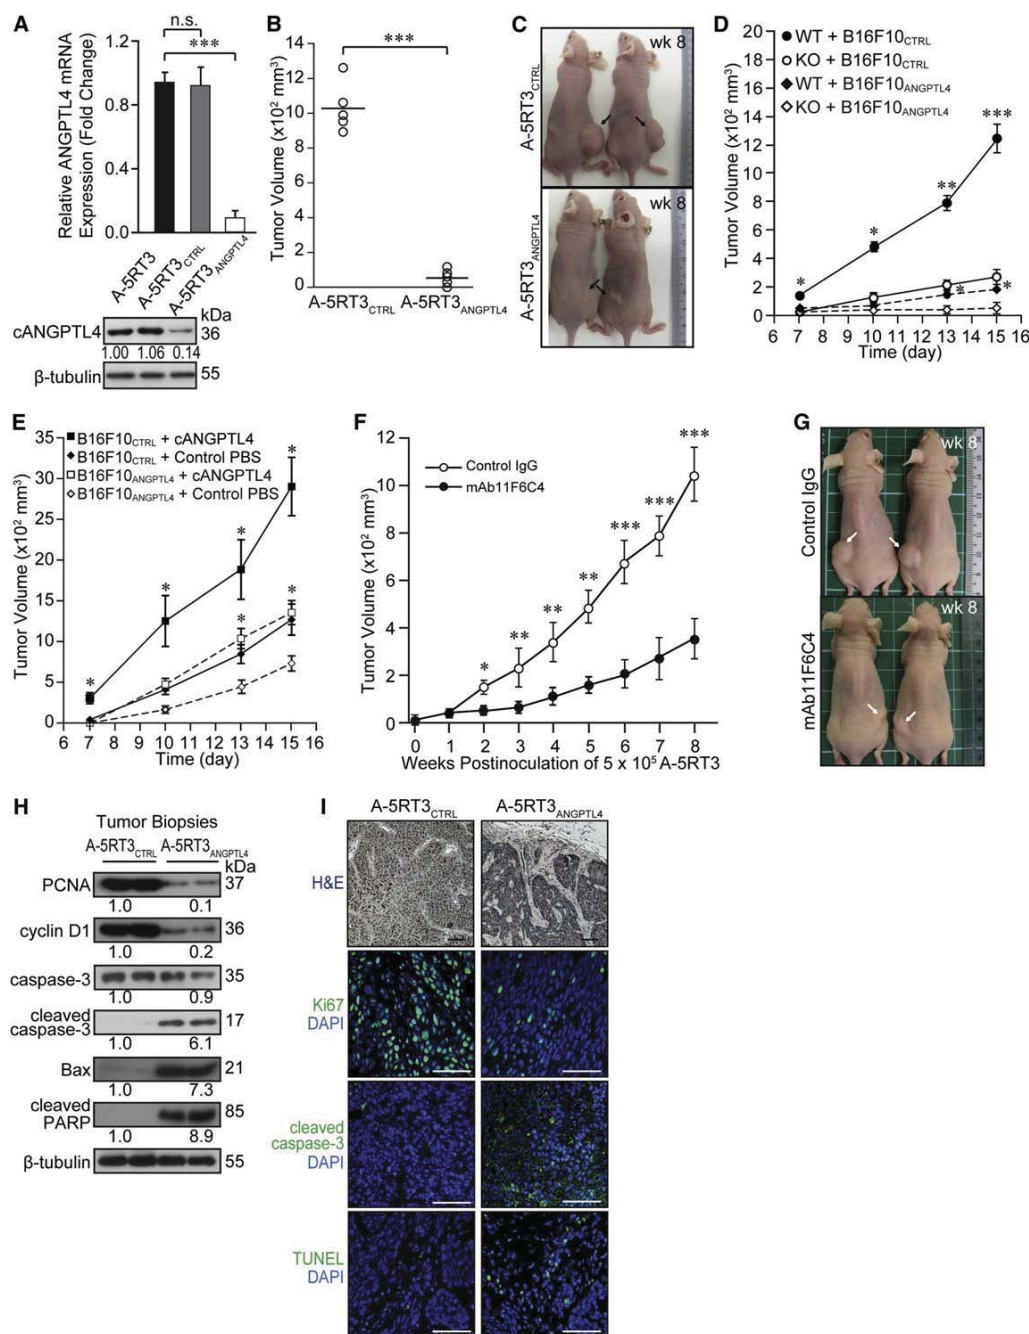 A
n.s.
***
Relative ANGPTL4 mRNA
Expression (Fold Change)
1.2
0.8
0.4
0.0
A-5RT3
A-5RT3CTRL
A-5RT3ANGPTL4
kDa
cANGPTL4
36
1.00 1.06 0.14
β-tubulin
55
B
***
Tumor Volume (x10² mm³)
14
12
10
8
6
4
2
0
A-5RT3CTRL
A-5RT3ANGPTL4
C
A-5RT3CTRL
wk 8
A-5RT3ANGPTL4
wk 8
D
WT + B16F10CTRL
KO + B16F10CTRL
WT + B16F10ANGPTL4
KO + B16F10ANGPTL4
Tumor Volume (x10² mm³)
20
18
16
14
12
10
8
6
4
2
0
* * ** ***
* *
6 7 8 9 10 11 12 13 14 15 16
Time (day)
E
B16F10CTRL + cANGPTL4
B16F10CTRL + Control PBS
B16F10ANGPTL4 + cANGPTL4
B16F10ANGPTL4 + Control PBS
Tumor Volume (x10² mm³)
35
30
25
20
15
10
5
0
* * * *
* *
6 7 8 9 10 11 12 13 14 15 16
Time (day)
F
Control IgG
mAb11F6C4
Tumor Volume (x10² mm³)
12
10
8
6
4
2
0
* ** ** ** *** *** ***
0 1 2 3 4 5 6 7 8
Weeks Postinoculation of 5 x 10⁵ A-5RT3
G
Control IgG
wk 8
mAb11F6C4
wk 8
H
Tumor Biopsies
A-5RT3CTRL A-5RT3ANGPTL4
kDa
PCNA
37
1.0 0.1
cyclin D1
36
1.0 0.2
caspase-3
35
1.0 0.9
cleaved
caspase-3
17
1.0 6.1
Bax
21
1.0 7.3
cleaved
PARP
85
1.0 8.9
β-tubulin
55
I
A-5RT3CTRL A-5RT3ANGPTL4
H&E
Ki67
DAPI
cleaved
caspase-3
DAPI
TUNEL
DAPI